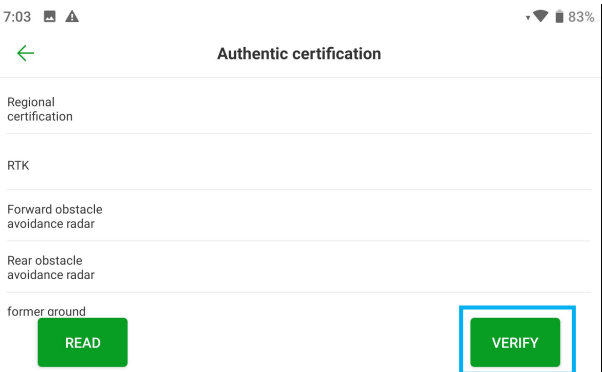 7:03 83%
Authentic certification
Regional
certification
RTK
Forward obstacle
avoidance radar
Rear obstacle
avoidance radar
former ground
READ VERIFY